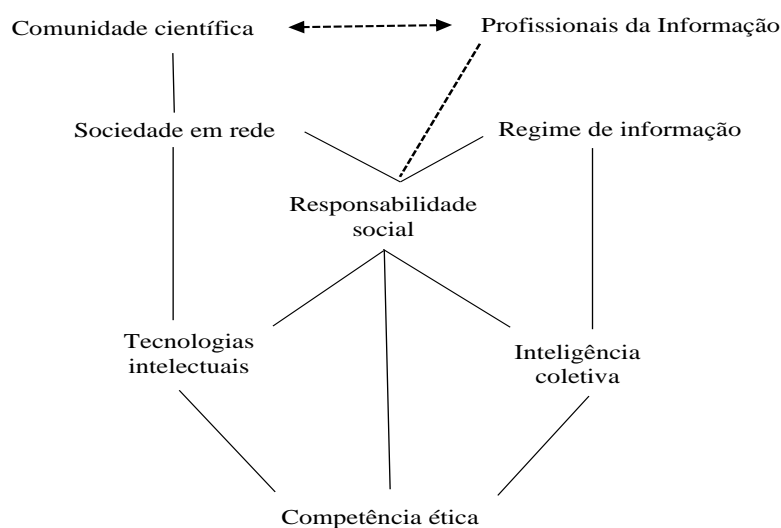 Comunidade científica
Profissionais da Informação
Sociedade em rede
Regime de informação
Responsabilidade
social
Tecnologias
intelectuais
Inteligência
coletiva
Competência ética